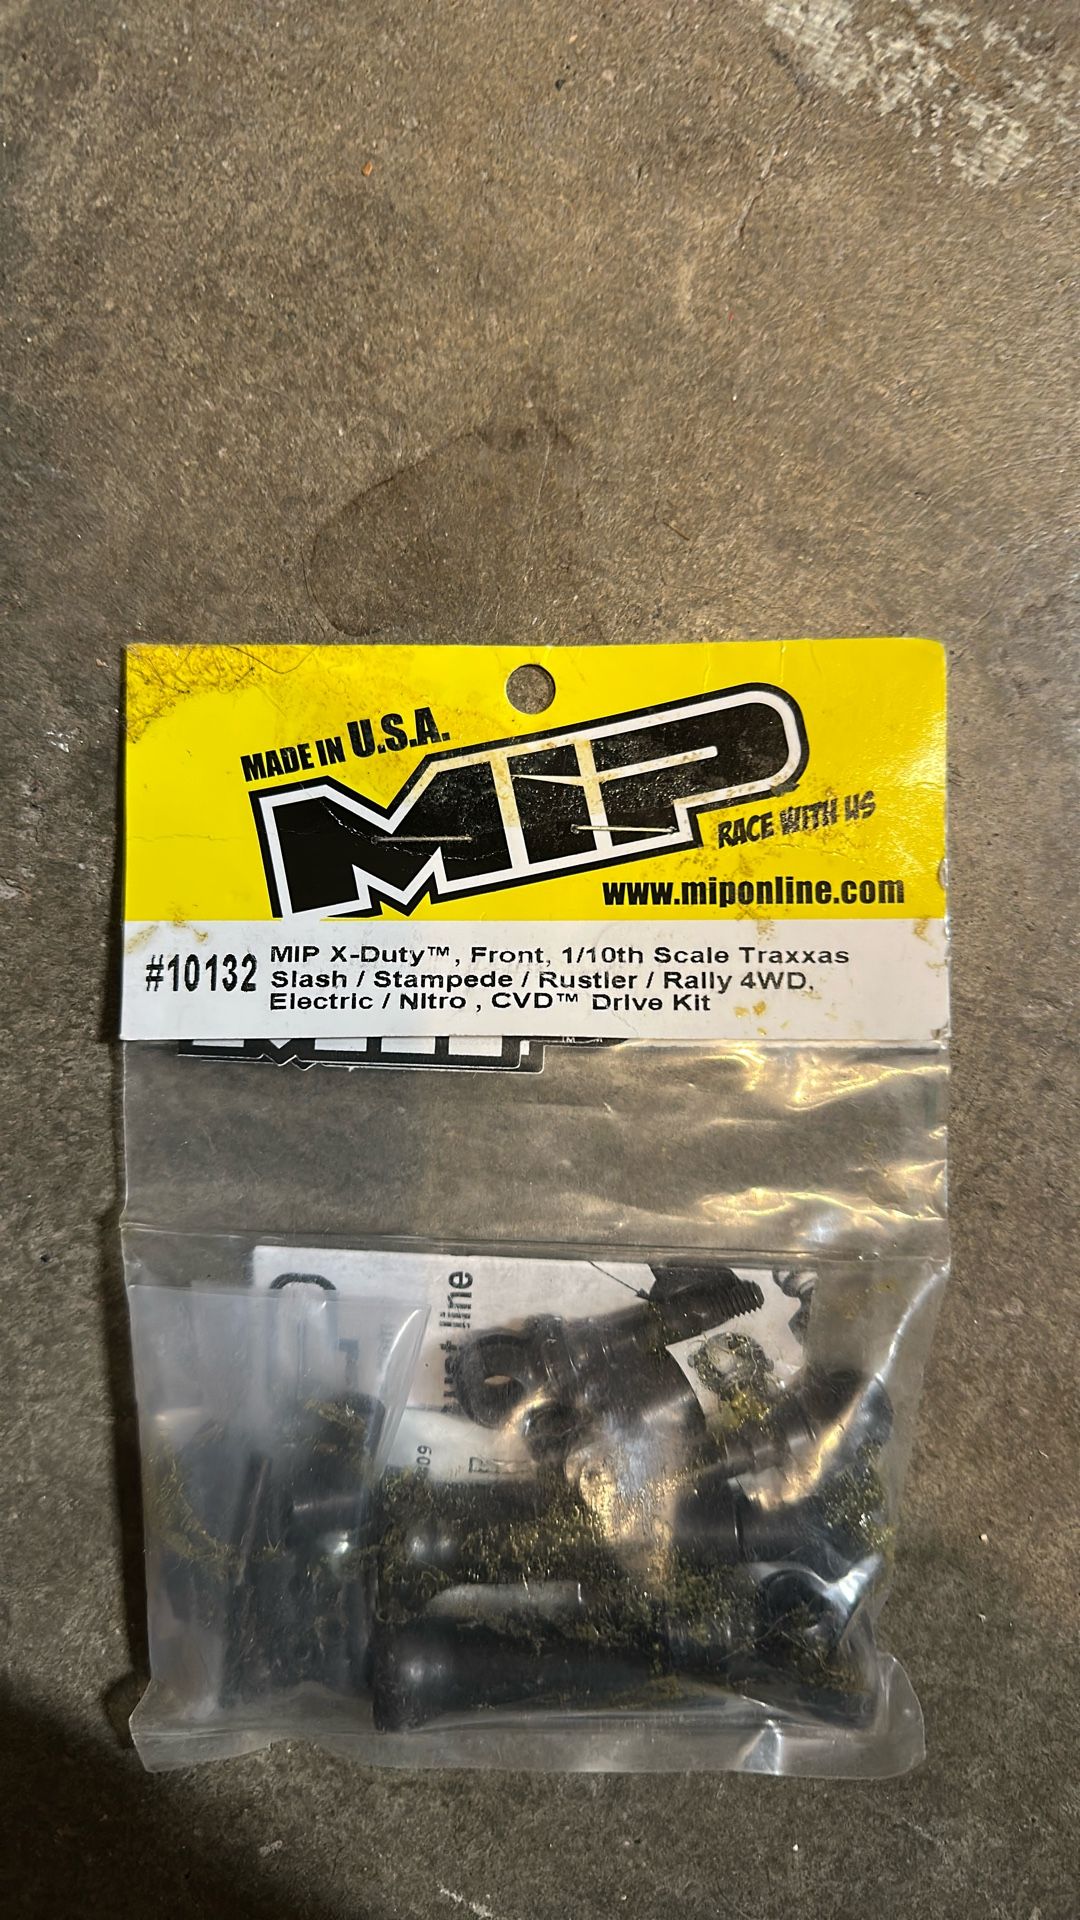 MADE IN U.S.A.
MIP
RACE WITH US
www.miponline.com
#10132
MIP X-Duty™, Front, 1/10th Scale Traxxas
Slash / Stampede / Rustler / Rally 4WD,
Electric / Nitro , CVD™ Drive Kit
line